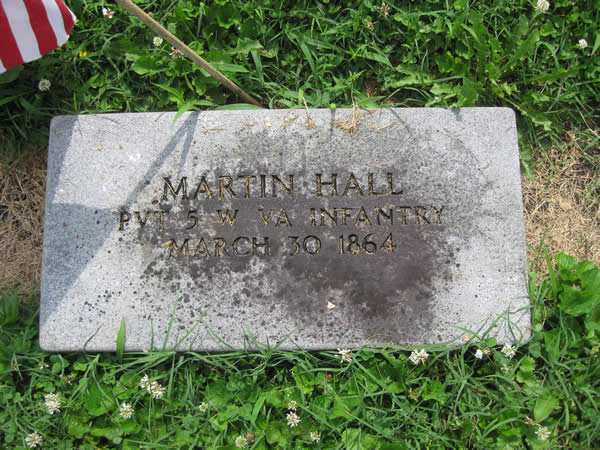 MARTIN HALL
PVT 5 W VA INFANTRY
MARCH 30 1864